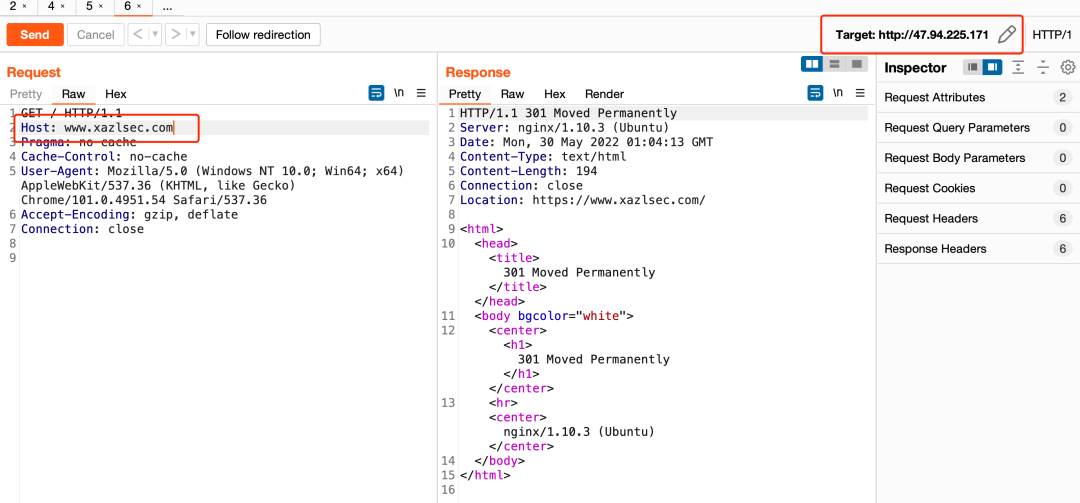 2 × 4 × 5 × 6 × ...
Send Cancel < > Follow redirection Target: http://47.94.225.171 HTTP/1
Request
Pretty Raw Hex \n
1 GET / HTTP/1.1
2 Host: www.xazlsec.com
3 Pragma: no-cache
4 Cache-Control: no-cache
5 User-Agent: Mozilla/5.0 (Windows NT 10.0; Win64; x64)
AppleWebKit/537.36 (KHTML, like Gecko)
Chrome/101.0.4951.54 Safari/537.36
6 Accept-Encoding: gzip, deflate
7 Connection: close
8
9
Response
Pretty Raw Hex Render \n
1 HTTP/1.1 301 Moved Permanently
2 Server: nginx/1.10.3 (Ubuntu)
3 Date: Mon, 30 May 2022 01:04:13 GMT
4 Content-Type: text/html
5 Content-Length: 194
6 Connection: close
7 Location: https://www.xazlsec.com/
8
9 <html>
10 <head>
<title>
301 Moved Permanently
</title>
</head>
11 <body bgcolor="white">
12 <center>
<h1>
301 Moved Permanently
</h1>
</center>
13 <hr>
<center>
nginx/1.10.3 (Ubuntu)
</center>
14 </body>
15 </html>
16
Inspector
Request Attributes 2
Request Query Parameters 0
Request Body Parameters 0
Request Cookies 0
Request Headers 6
Response Headers 6